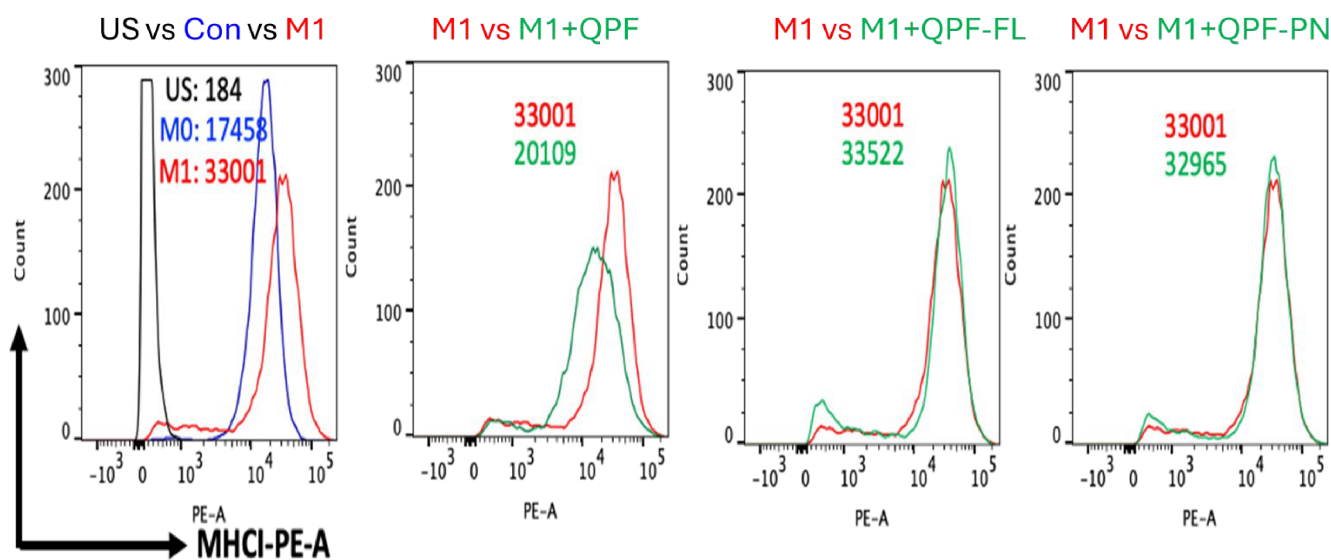 US vs Con vs M1
M1 vs M1+QPF
M1 vs M1+QPF-FL
M1 vs M1+QPF-PN
300
200
100
0
Count
US: 184
M0: 17458
M1: 33001
-10³ 0 10³ 10⁴ 10⁵
PE-A
300
200
100
0
Count
33001
20109
-10³ 0 10³ 10⁴ 10⁵
PE-A
300
200
100
0
Count
33001
33522
-10³ 0 10³ 10⁴ 10⁵
PE-A
300
200
100
0
Count
33001
32965
-10³ 0 10³ 10⁴ 10⁵
PE-A
MHCI-PE-A